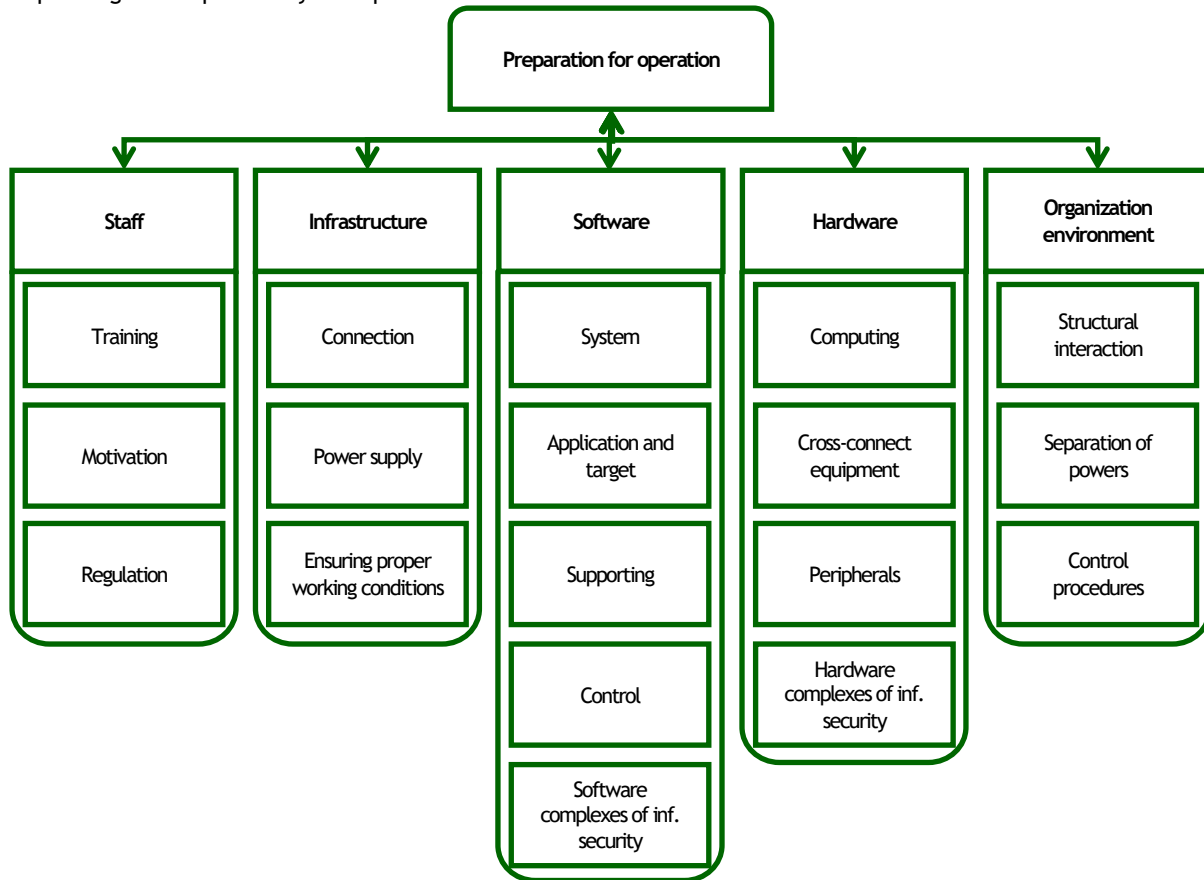 Preparation for operation
Staff
Training
Motivation
Regulation
Infrastructure
Connection
Power supply
Ensuring proper
working conditions
Software
System
Application and
target
Supporting
Control
Software
complexes of inf.
security
Hardware
Computing
Cross-connect
equipment
Peripherals
Hardware
complexes of inf.
security
Organization
environment
Structural
interaction
Separation of
powers
Control
procedures